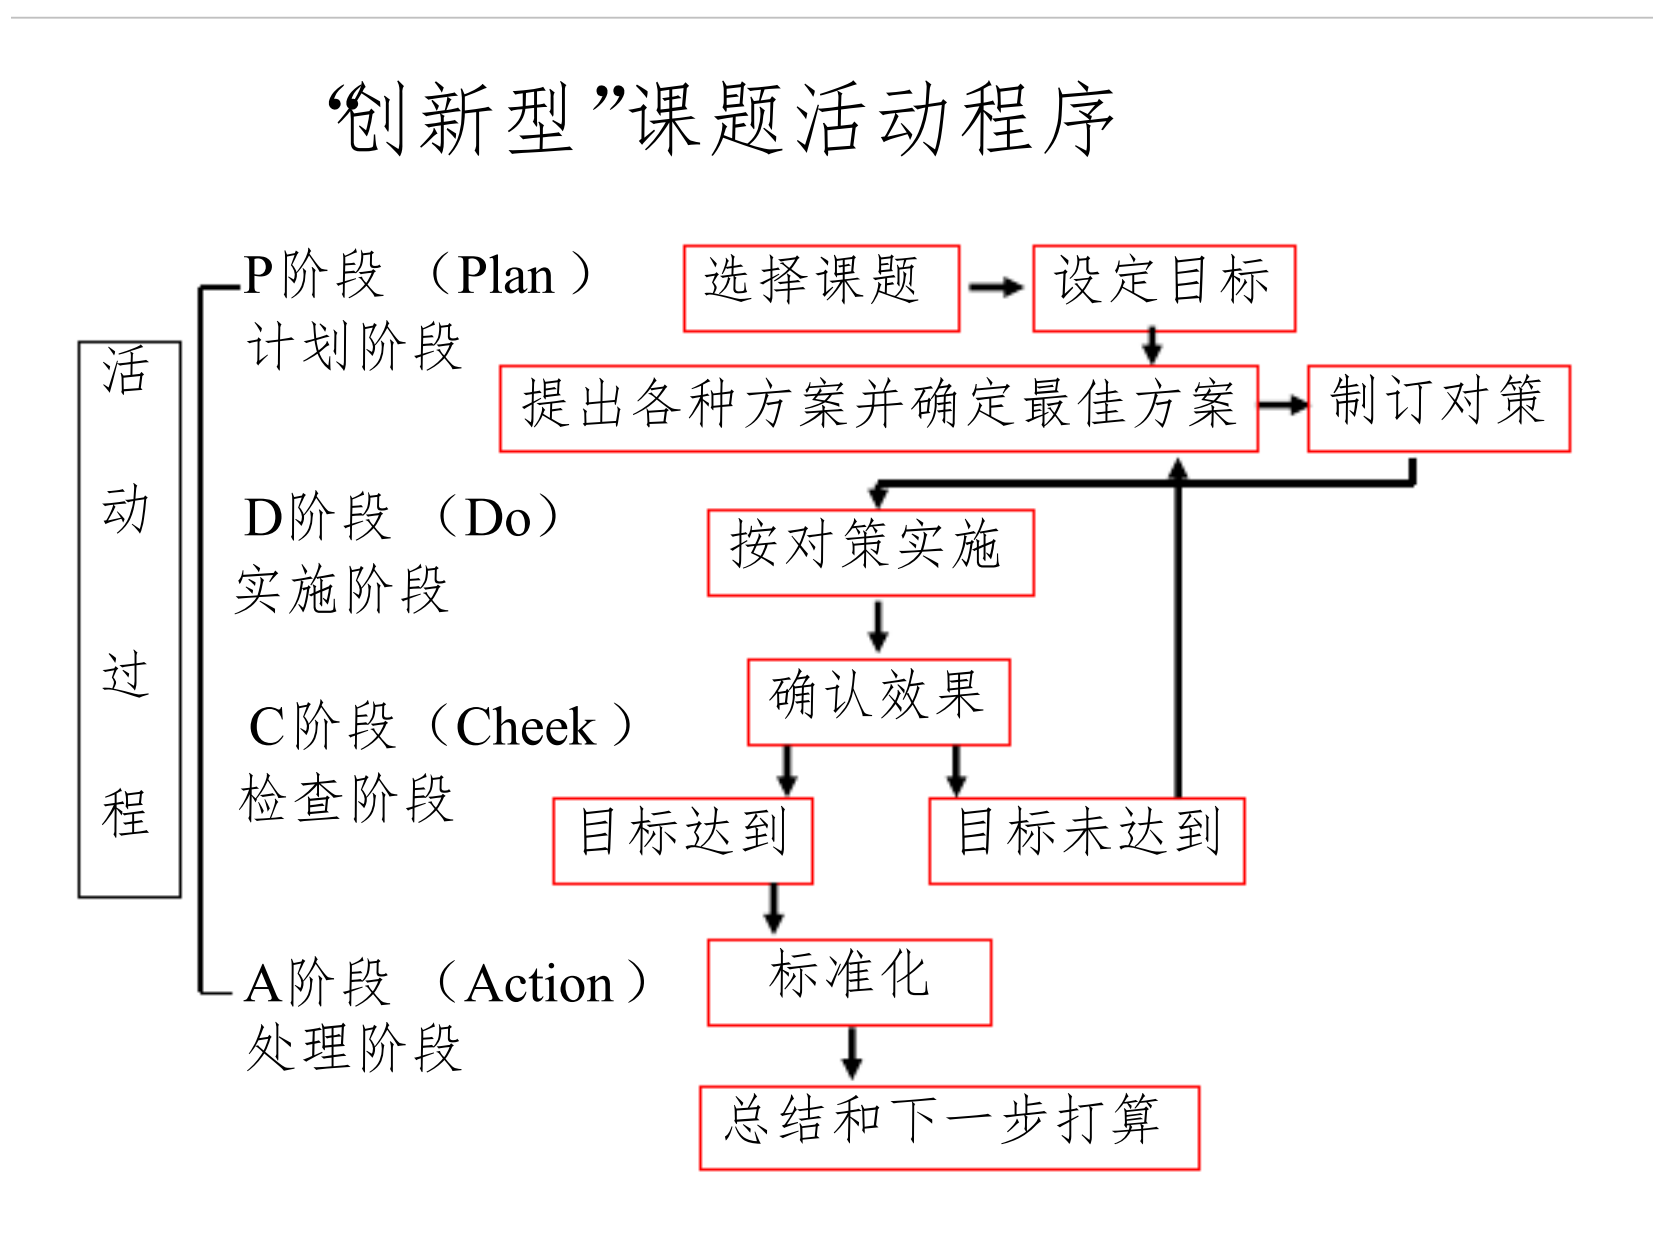 “创新型”课题活动程序
活动过程
P阶段 （Plan ）
计划阶段
选择课题
设定目标
提出各种方案并确定最佳方案
制订对策
D阶段 （Do）
实施阶段
按对策实施
确认效果
C阶段（Cheek ）
检查阶段
目标达到
目标未达到
A阶段 （Action ）
处理阶段
标准化
总结和下一步打算